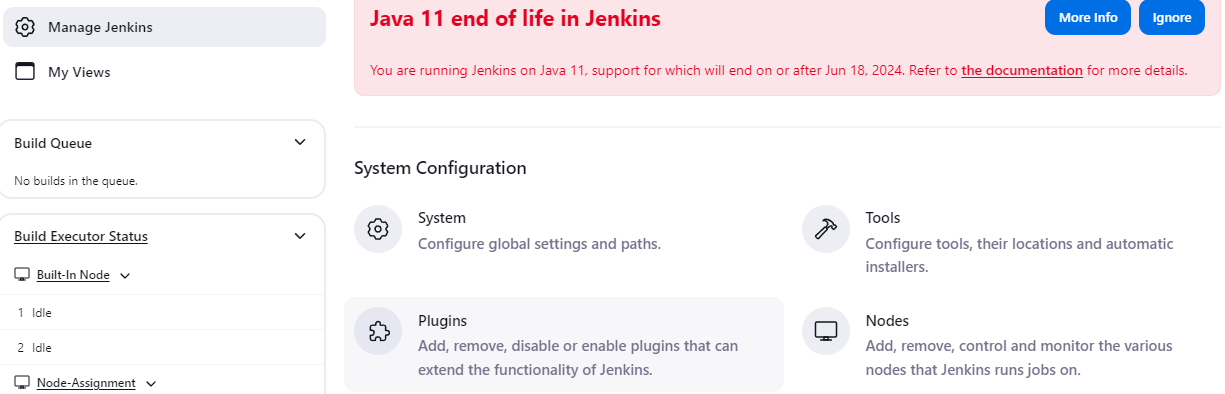 Manage Jenkins
My Views
Build Queue
No builds in the queue.
Build Executor Status
Built-In Node
1 Idle
2 Idle
Node-Assignment
Java 11 end of life in Jenkins
More Info
Ignore
You are running Jenkins on Java 11, support for which will end on or after Jun 18, 2024. Refer to the documentation for more details.
System Configuration
System
Configure global settings and paths.
Tools
Configure tools, their locations and automatic
installers.
Plugins
Add, remove, disable or enable plugins that can
extend the functionality of Jenkins.
Nodes
Add, remove, control and monitor the various
nodes that Jenkins runs jobs on.